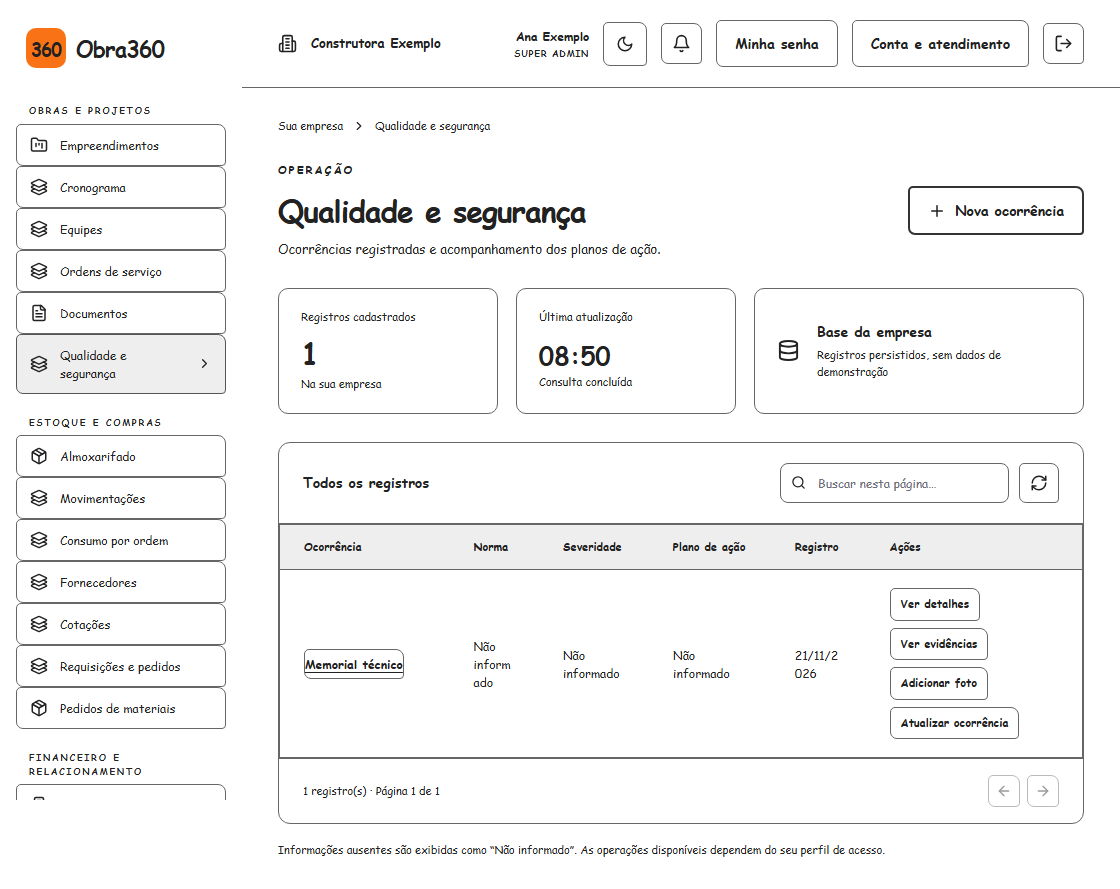 360 Obra360
OBRAS E PROJETOS
Empreendimentos
Cronograma
Equipes
Ordens de serviço
Documentos
Qualidade e
segurança
ESTOQUE E COMPRAS
Almoxarifado
Movimentações
Consumo por ordem
Fornecedores
Cotações
Requisições e pedidos
Pedidos de materiais
FINANCEIRO E
RELACIONAMENTO
Construtora Exemplo
Ana Exemplo
SUPER ADMIN
Minha senha
Conta e atendimento
Sua empresa
Qualidade e segurança
OPERAÇÃO
Qualidade e segurança
Ocorrências registradas e acompanhamento dos planos de ação.
Nova ocorrência
Registros cadastrados
1
Na sua empresa
Última atualização
08:50
Consulta concluída
Base da empresa
Registros persistidos, sem dados de
demonstração
Todos os registros
Buscar nesta página...
Ocorrência Norma Severidade Plano de ação Registro Ações
Memorial técnico
Não
inform
ado
Não
informado
Não
informado
21/11/2
026
Ver detalhes
Ver evidências
Adicionar foto
Atualizar ocorrência
1 registro(s) · Página 1 de 1
Informações ausentes são exibidas como “Não informado”. As operações disponíveis dependem do seu perfil de acesso.